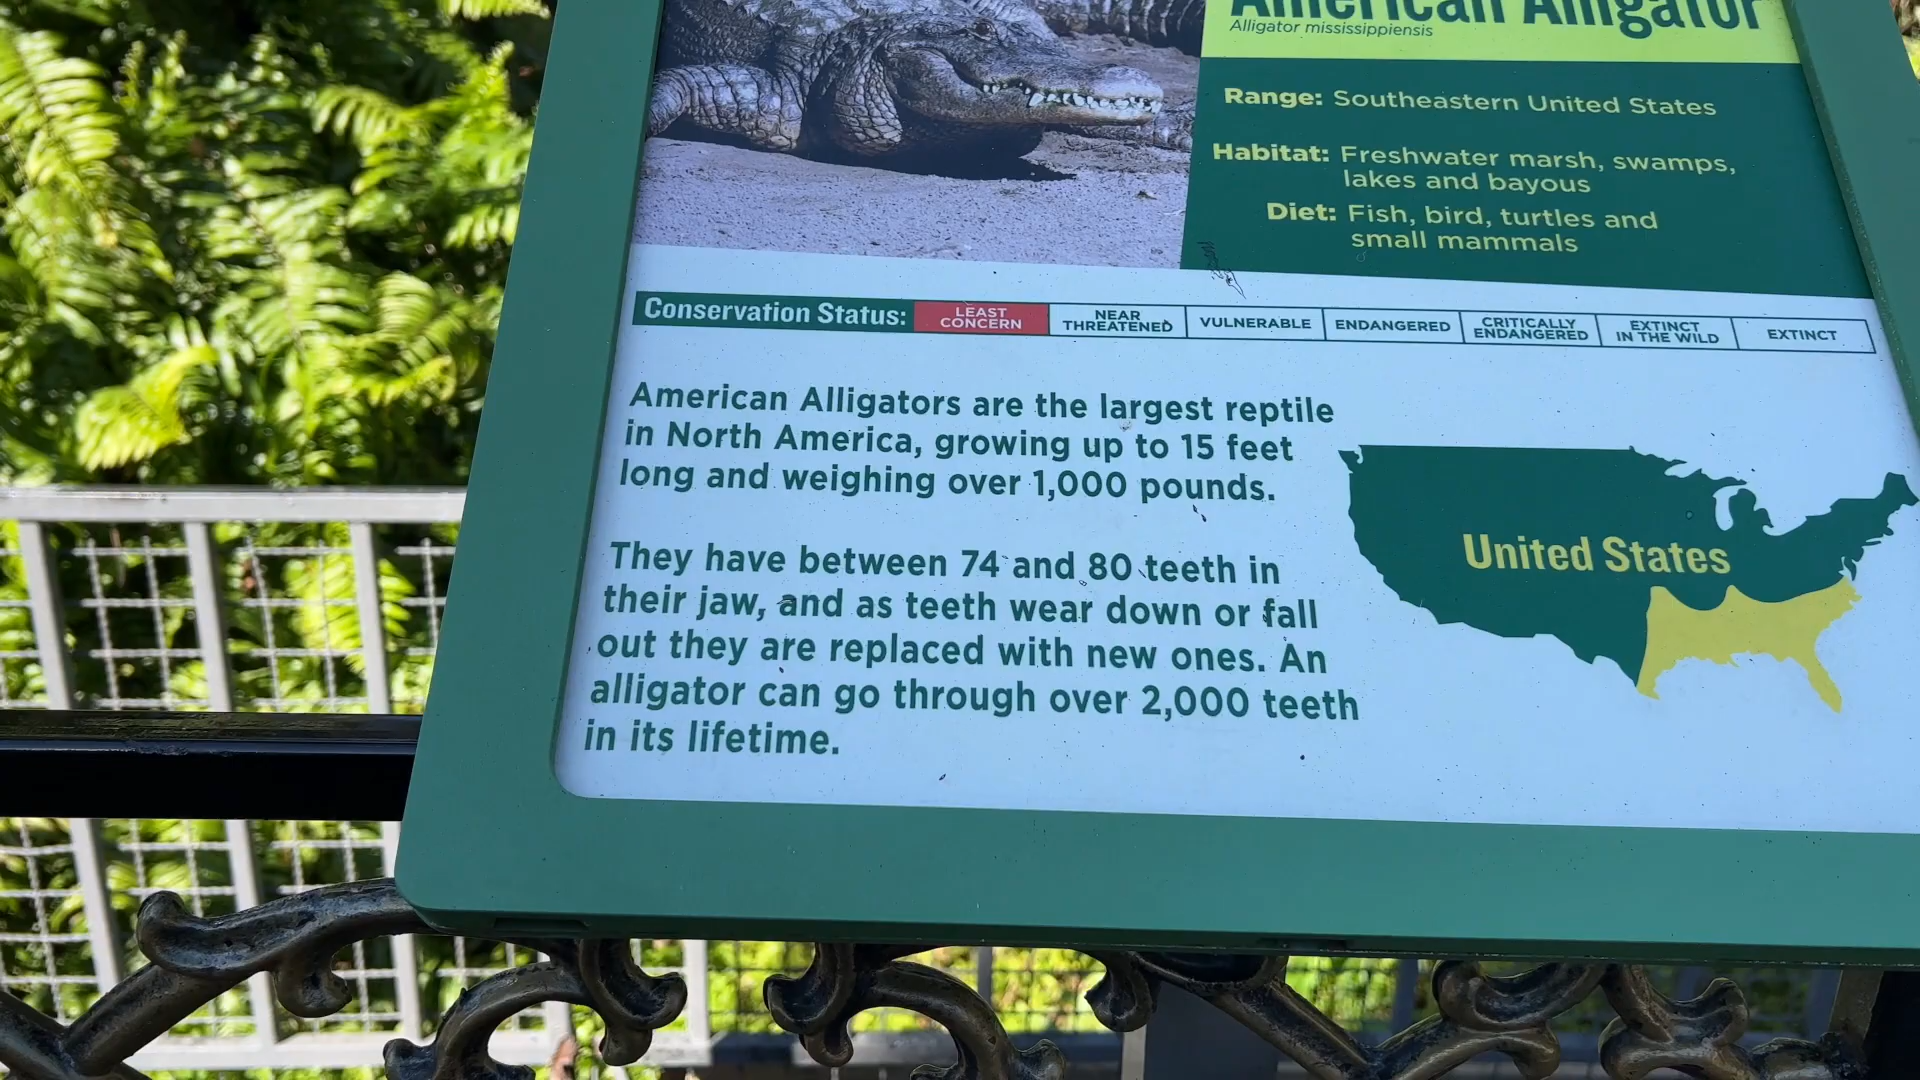 American Alligator
Alligator mississippiensis
Range: Southeastern United States
Habitat: Freshwater marsh, swamps,
lakes and bayous
Diet: Fish, bird, turtles and
small mammals
Conservation Status: LEAST CONCERN NEAR THREATENED VULNERABLE ENDANGERED CRITICALLY ENDANGERED EXTINCT IN THE WILD EXTINCT
American Alligators are the largest reptile
in North America, growing up to 15 feet
long and weighing over 1,000 pounds.
They have between 74 and 80 teeth in
their jaw, and as teeth wear down or fall
out they are replaced with new ones. An
alligator can go through over 2,000 teeth
in its lifetime.
United States